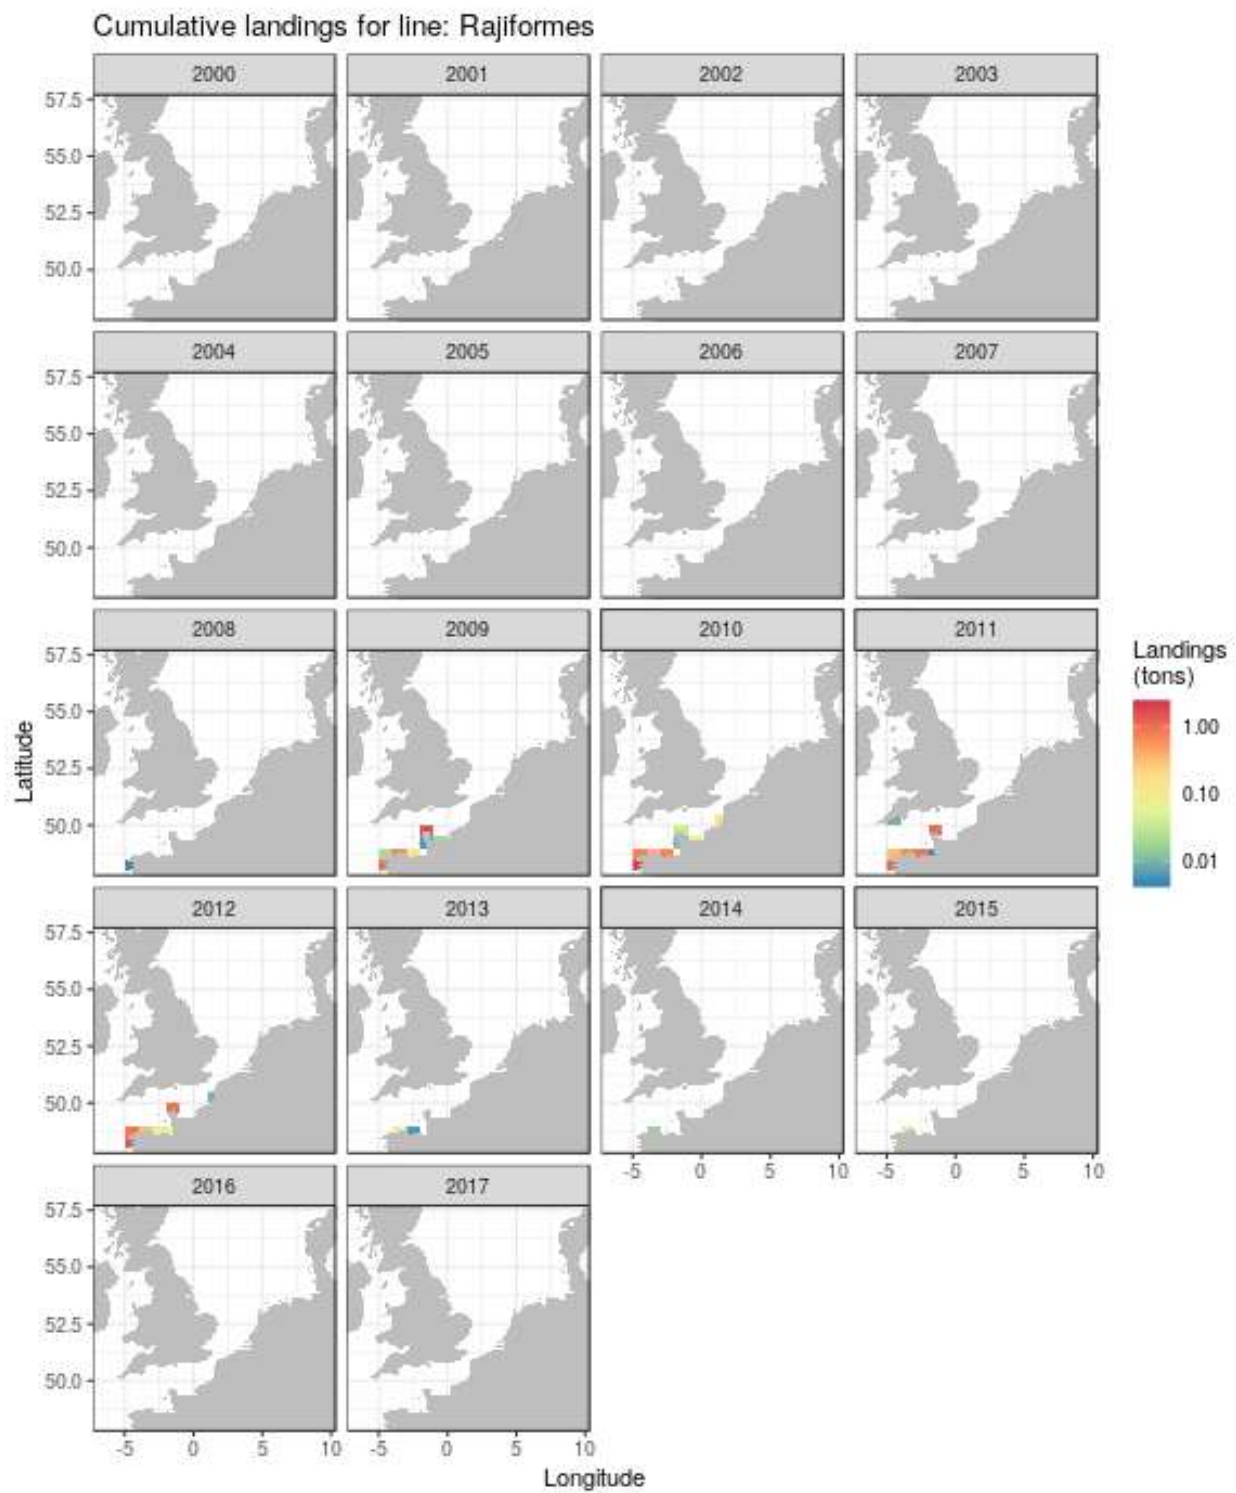 Cumulative landings for line: Rajiformes
2000 2001 2002 2003
57.5
55.0
52.5
50.0
2004 2005 2006 2007
57.5
55.0
52.5
50.0
2008 2009 2010 2011
57.5
55.0
52.5
50.0
Latitude
Landings
(tons)
1.00
0.10
0.01
2012 2013 2014 2015
57.5
55.0
52.5
50.0
-5 0 5 10 -5 0 5 10
2016 2017
57.5
55.0
52.5
50.0
-5 0 5 10 -5 0 5 10
Longitude